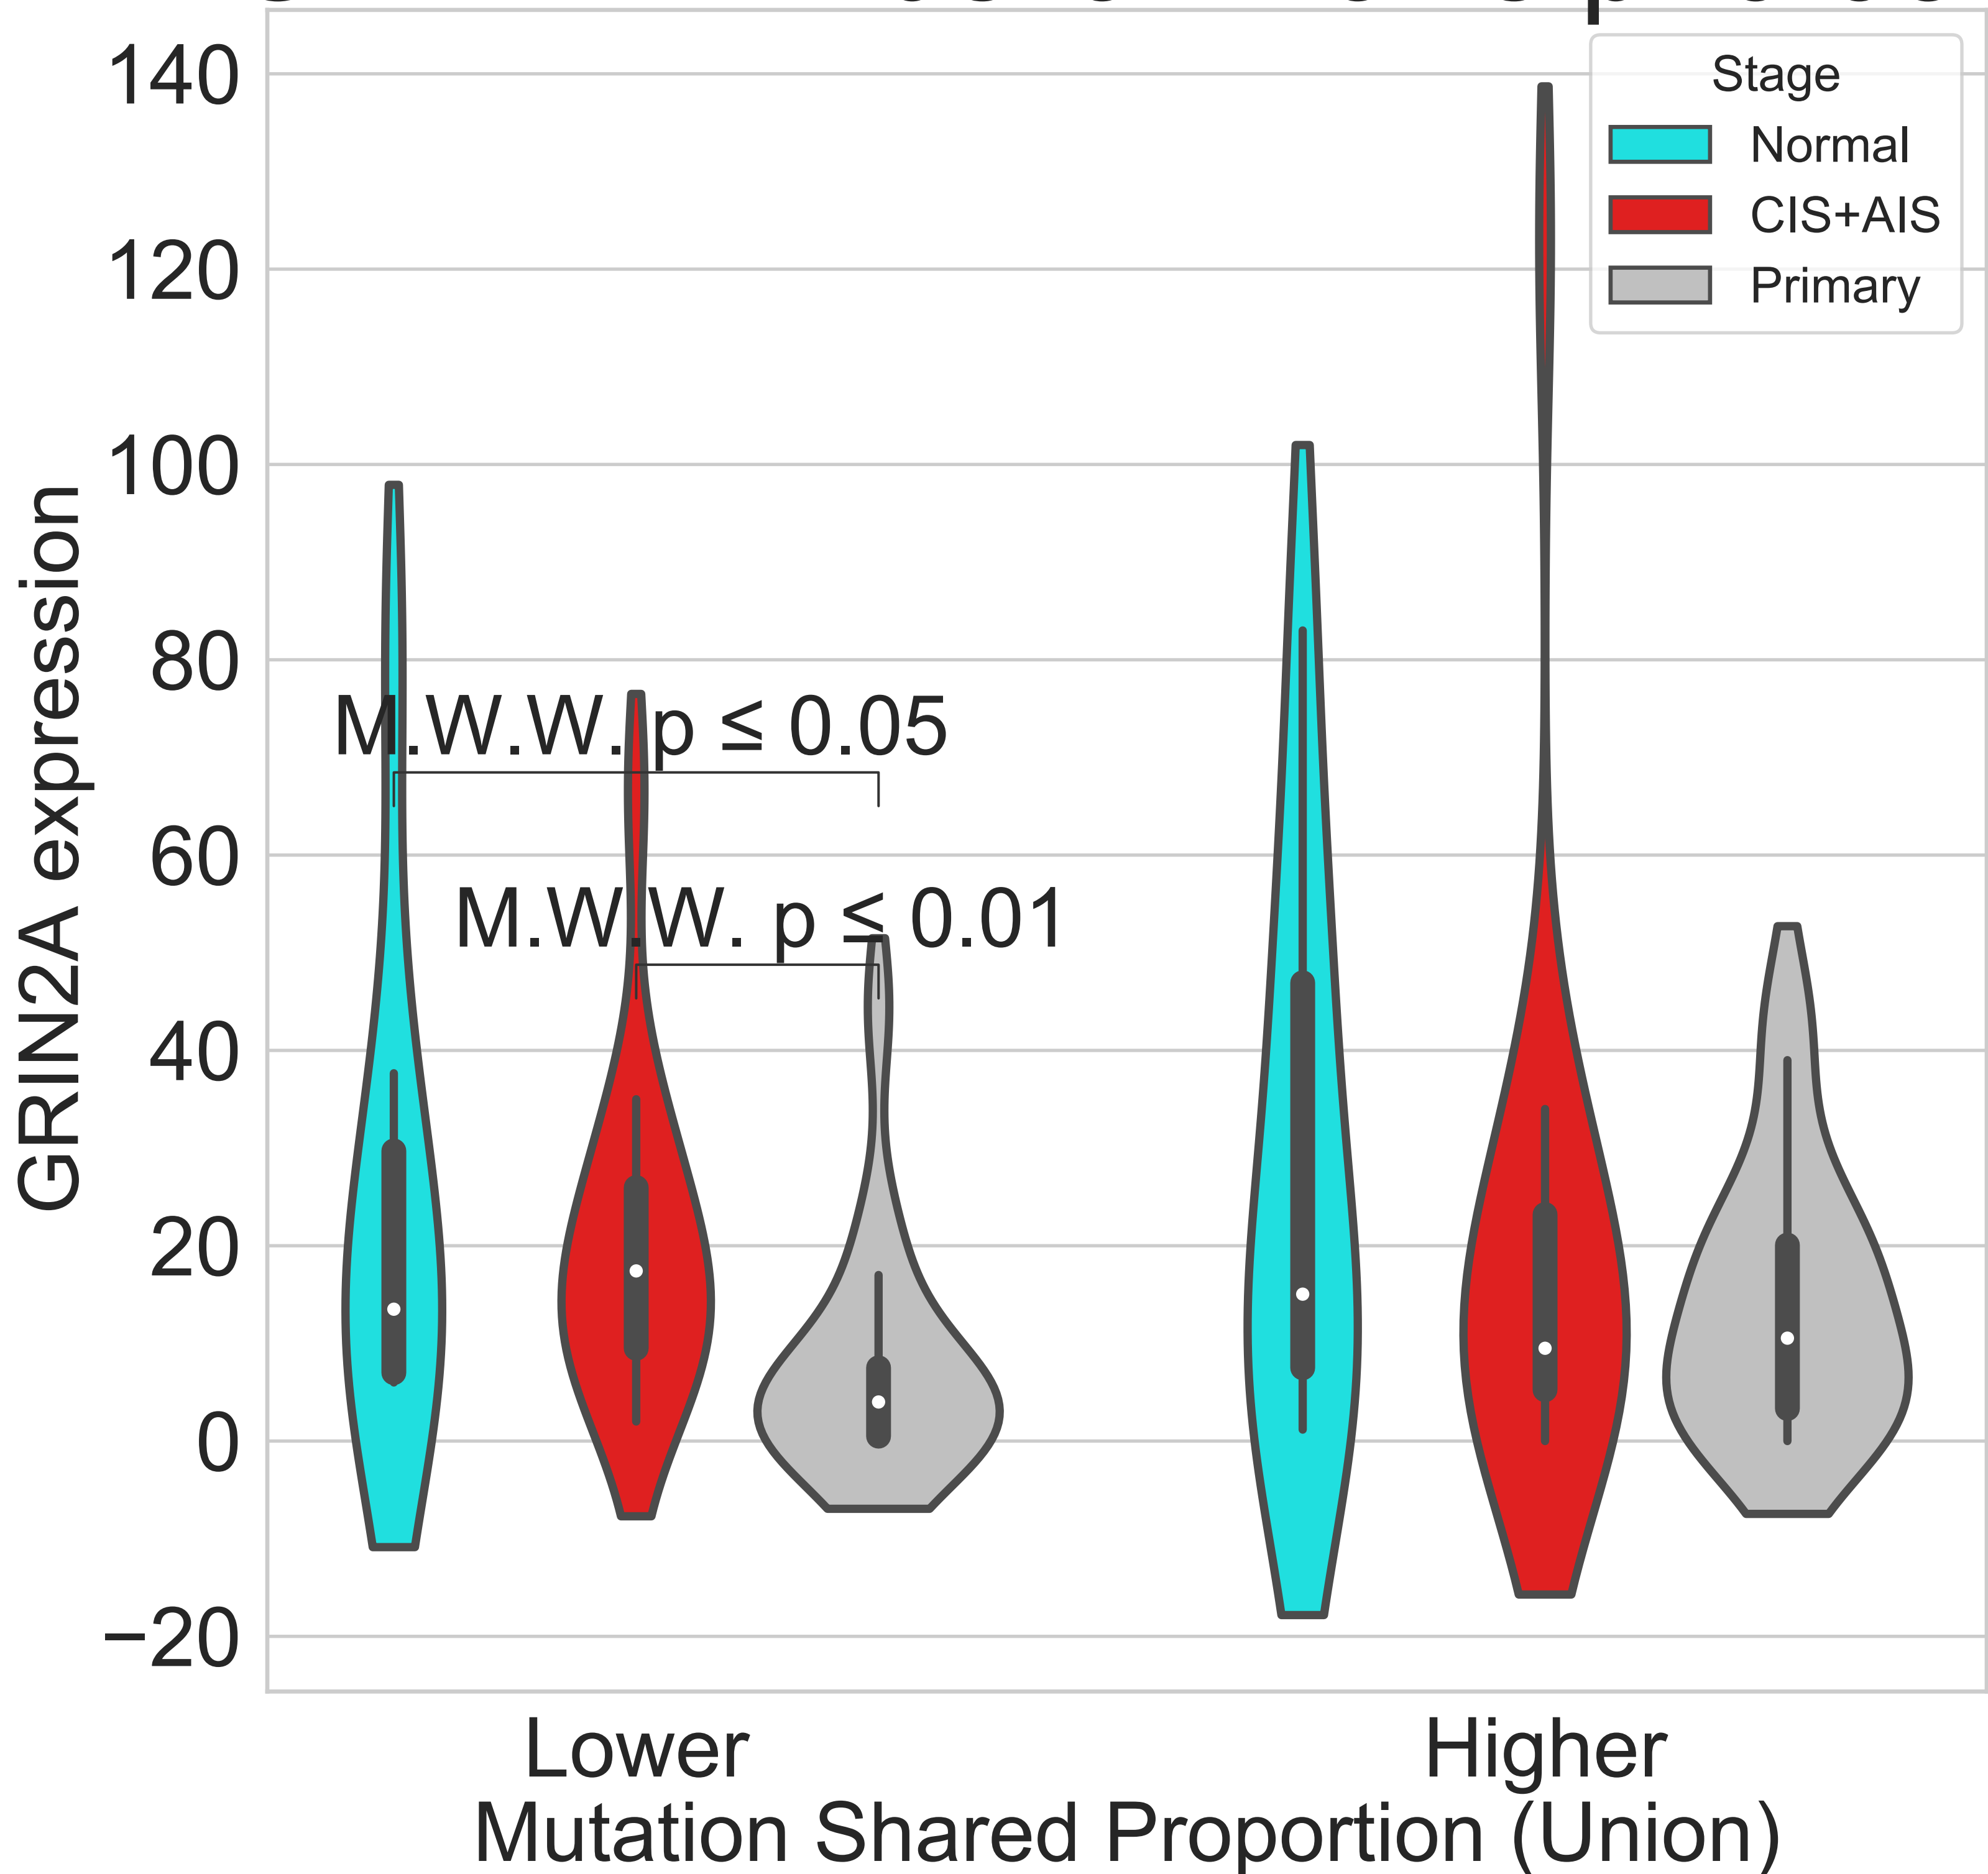 140
120
100
80
60
40
20
0
−20
GRIN2A expression
Stage
Normal
CIS+AIS
Primary
M.W.W. p ≤ 0.05
M.W.W. p ≤ 0.01
Lower
Higher
Mutation Shared Proportion (Union)